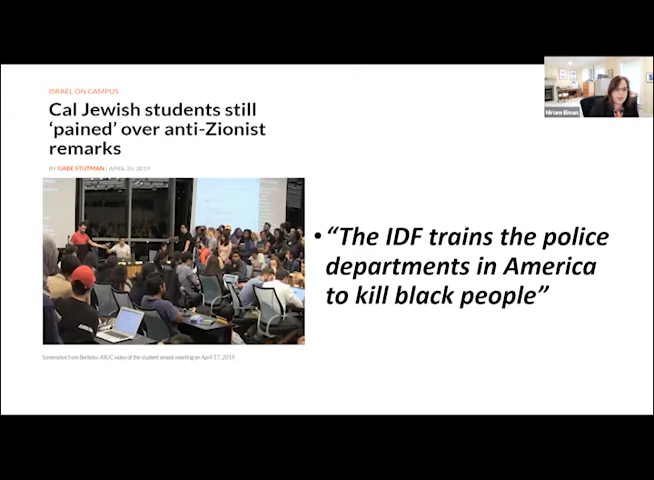 ISRAEL ON CAMPUS
Cal Jewish students still
‘pained’ over anti-Zionist
remarks
BY GABE STUTMAN | APRIL 26, 2019
Screenshot from Berkeley ASUC video of the student senate meeting on April 17, 2019
• “The IDF trains the police
departments in America
to kill black people”
Miriam Elman